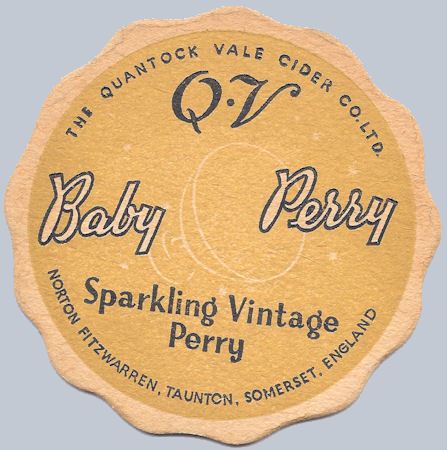 THE QUANTOCK VALE CIDER CO. LTD.
Q·V
Baby Perry
Sparkling Vintage
Perry
NORTON FITZWARREN, TAUNTON, SOMERSET, ENGLAND